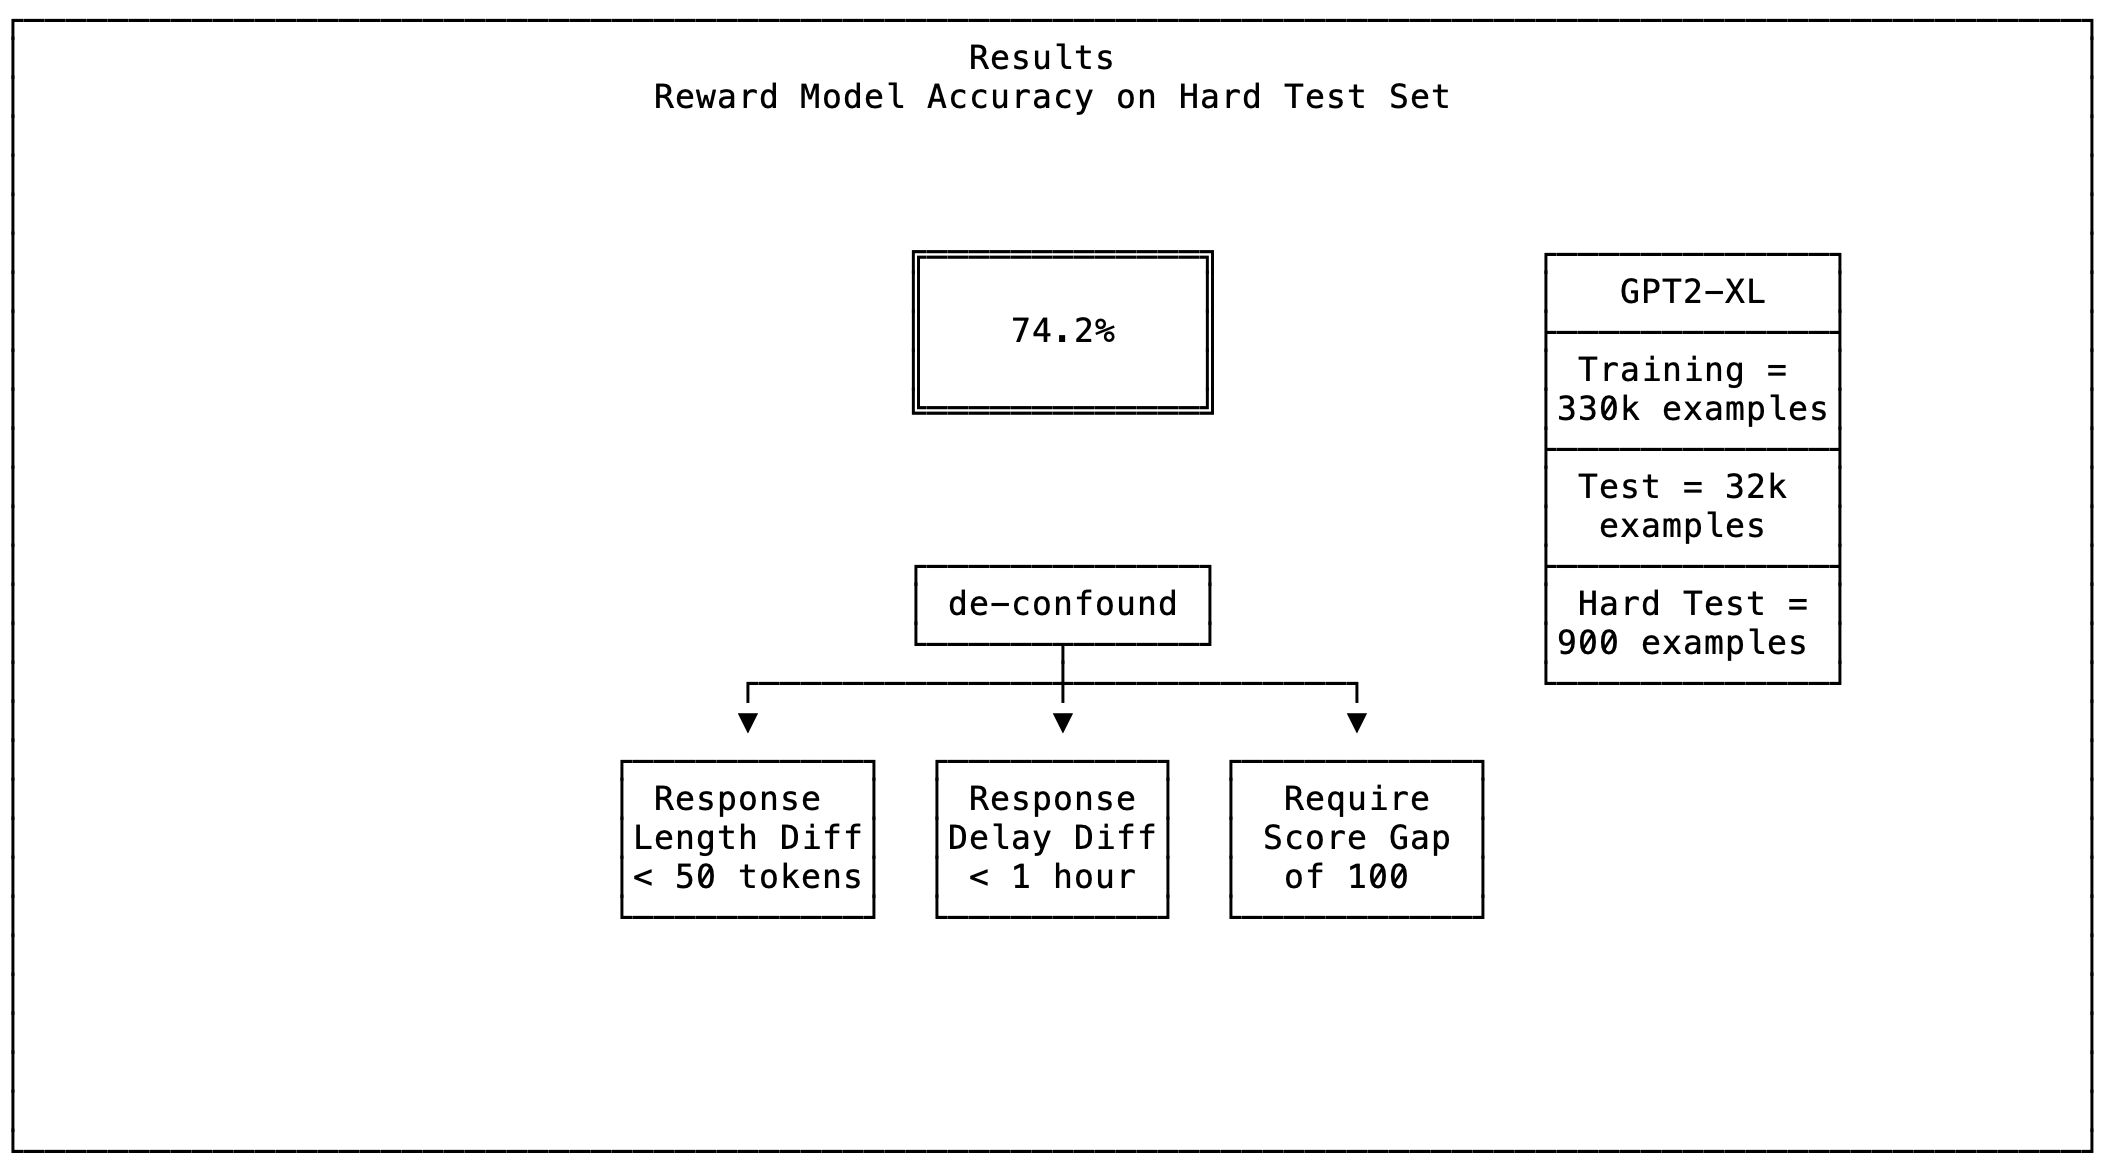 Results
Reward Model Accuracy on Hard Test Set
74.2%
GPT2-XL
Training =
330k examples
Test = 32k
examples
Hard Test =
900 examples
de-confound
Response
Length Diff
< 50 tokens
Response
Delay Diff
< 1 hour
Require
Score Gap
of 100